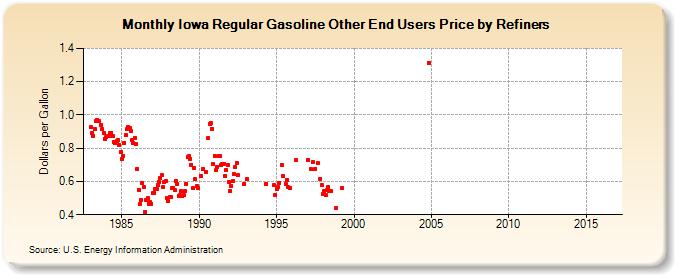 Monthly Iowa Regular Gasoline Other End Users Price by Refiners
Dollars per Gallon
1.4
1.2
1.0
0.8
0.6
0.4
1985 1990 1995 2000 2005 2010 2015
Source: U.S. Energy Information Administration